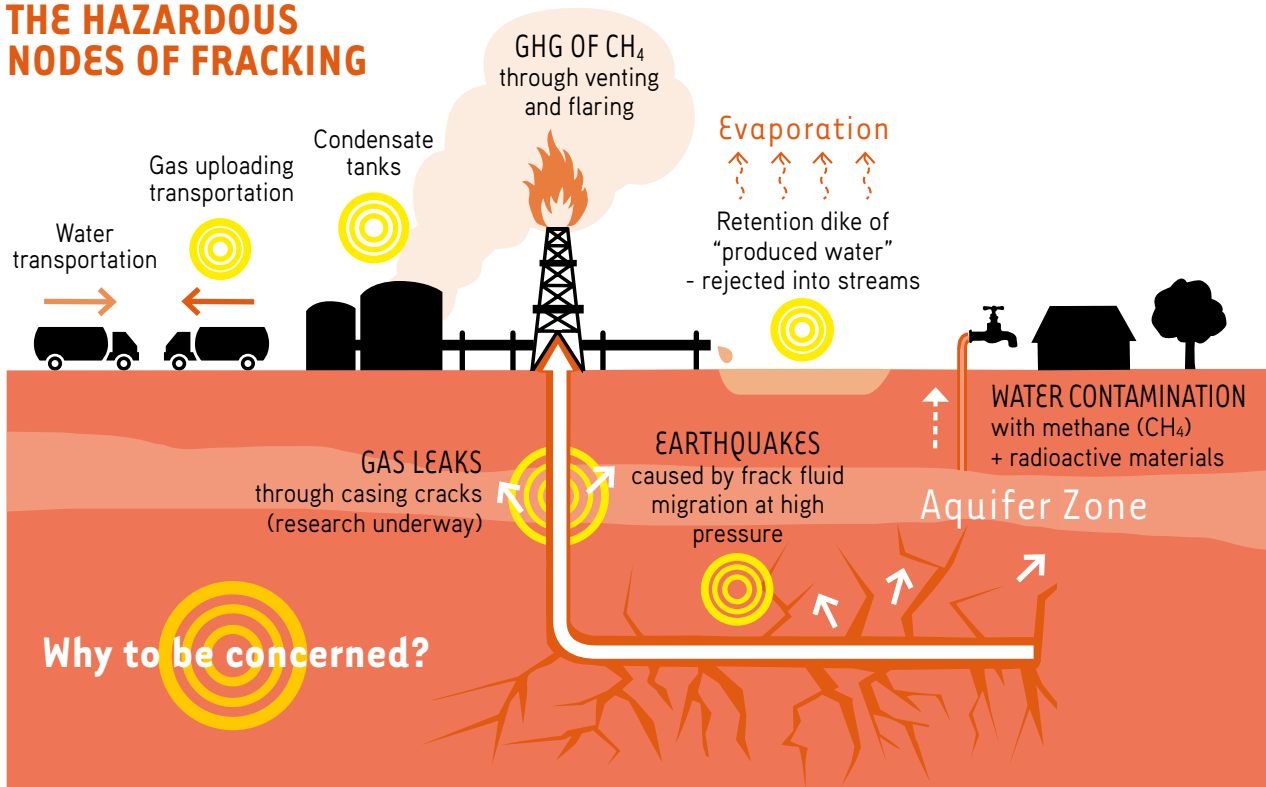 THE HAZARDOUS
NODES OF FRACKING
GHG OF CH₄
through venting
and flaring
Condensate
tanks
Gas uploading
transportation
Water
transportation
Evaporation
Retention dike of
“produced water”
- rejected into streams
WATER CONTAMINATION
with methane (CH₄)
+ radioactive materials
GAS LEAKS
through casing cracks
(research underway)
EARTHQUAKES
caused by frack fluid
migration at high
pressure
Aquifer Zone
Why to be concerned?